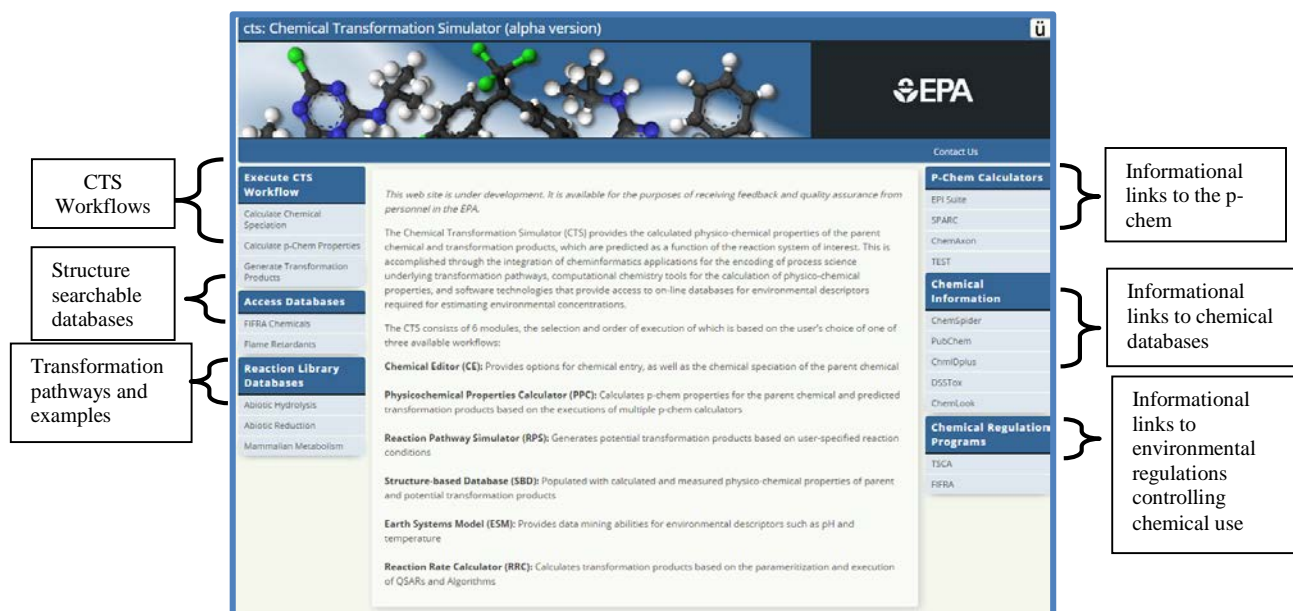 cts: Chemical Transformation Simulator (alpha version)
ü
EPA
Contact Us
CTS
Workflows
Structure
searchable
databases
Transformation
pathways and
examples
Execute CTS
Workflow
Calculate Chemical
Speciation
Calculate p-Chem Properties
Generate Transformation
Products
Access Databases
FIFRA Chemicals
Flame Retardants
Reaction Library
Databases
Abiotic Hydrolysis
Abiotic Reduction
Mammalian Metabolism
This web site is under development. It is available for the purposes of receiving feedback and quality assurance from
personnel in the EPA.
The Chemical Transformation Simulator (CTS) provides the calculated physico-chemical properties of the parent
chemical and transformation products, which are predicted as a function of the reaction system of interest. This is
accomplished through the integration of cheminformatics applications for the encoding of process science
underlying transformation pathways, computational chemistry tools for the calculation of physico-chemical
properties, and software technologies that provide access to on-line databases for environmental descriptors
required for estimating environmental concentrations.
The CTS consists of 6 modules, the selection and order of execution of which is based on the user's choice of one of
three available workflows:
Chemical Editor (CE): Provides options for chemical entry, as well as the chemical speciation of the parent chemical
Physicochemical Properties Calculator (PPC): Calculates p-chem properties for the parent chemical and predicted
transformation products based on the executions of multiple p-chem calculators
Reaction Pathway Simulator (RPS): Generates potential transformation products based on user-specified reaction
conditions
Structure-based Database (SBD): Populated with calculated and measured physico-chemical properties of parent
and potential transformation products
Earth Systems Model (ESM): Provides data mining abilities for environmental descriptors such as pH and
temperature
Reaction Rate Calculator (RRC): Calculates transformation products based on the parameritization and execution
of QSARs and Algorithms
P-Chem Calculators
EPI Suite
SPARC
ChemAxon
TEST
Chemical
Information
ChemSpider
PubChem
ChmIDplus
DSSTox
ChemLook
Chemical Regulation
Programs
TSCA
FIFRA
Informational
links to the p-
chem
Informational
links to chemical
databases
Informational
links to
environmental
regulations
controlling
chemical use